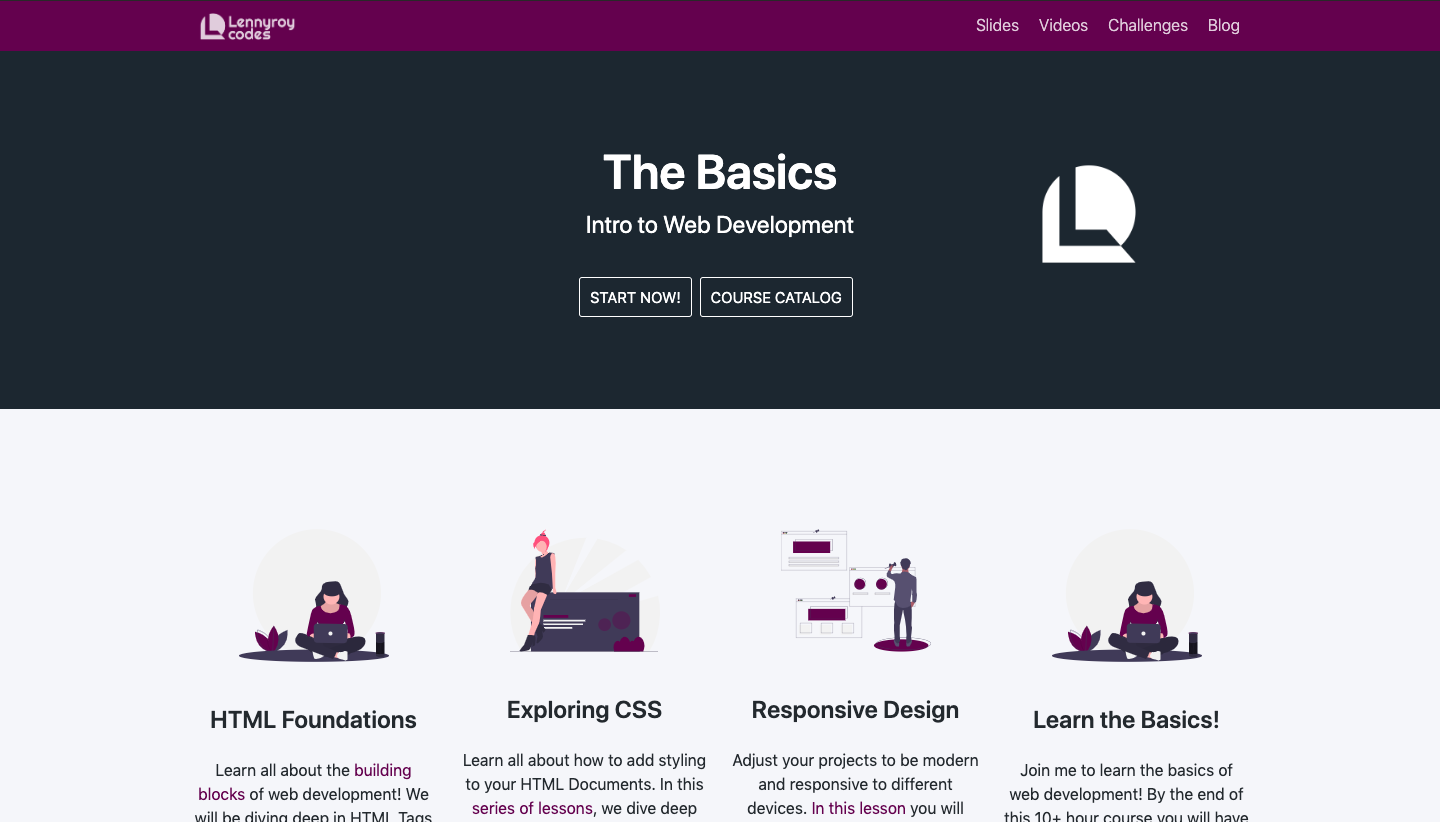 Lennyroy
codes
Slides Videos Challenges Blog
The Basics
Intro to Web Development
START NOW! COURSE CATALOG
HTML Foundations
Learn all about the building
blocks of web development! We
will be diving deep in HTML Tags
Exploring CSS
Learn all about how to add styling
to your HTML Documents. In this
series of lessons, we dive deep
Responsive Design
Adjust your projects to be modern
and responsive to different
devices. In this lesson you will
Learn the Basics!
Join me to learn the basics of
web development! By the end of
this 10+ hour course you will have